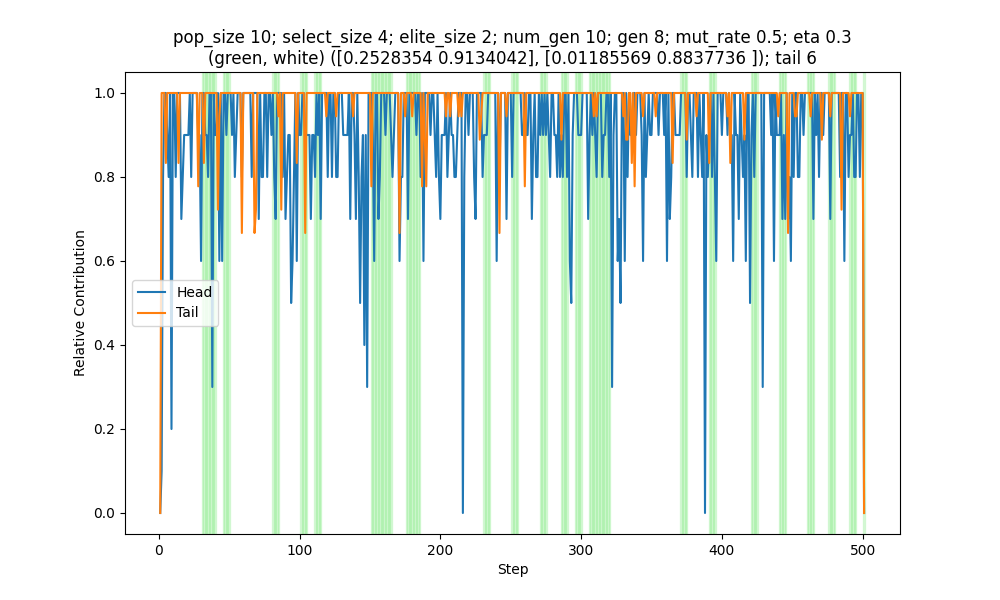 pop_size 10; select_size 4; elite_size 2; num_gen 10; gen 8; mut_rate 0.5; eta 0.3
(green, white) ([0.2528354 0.9134042], [0.01185569 0.8837736 ]); tail 6
1.0
0.8
0.6
0.4
0.2
0.0
Relative Contribution
Head
Tail
0
100
200
300
400
500
Step